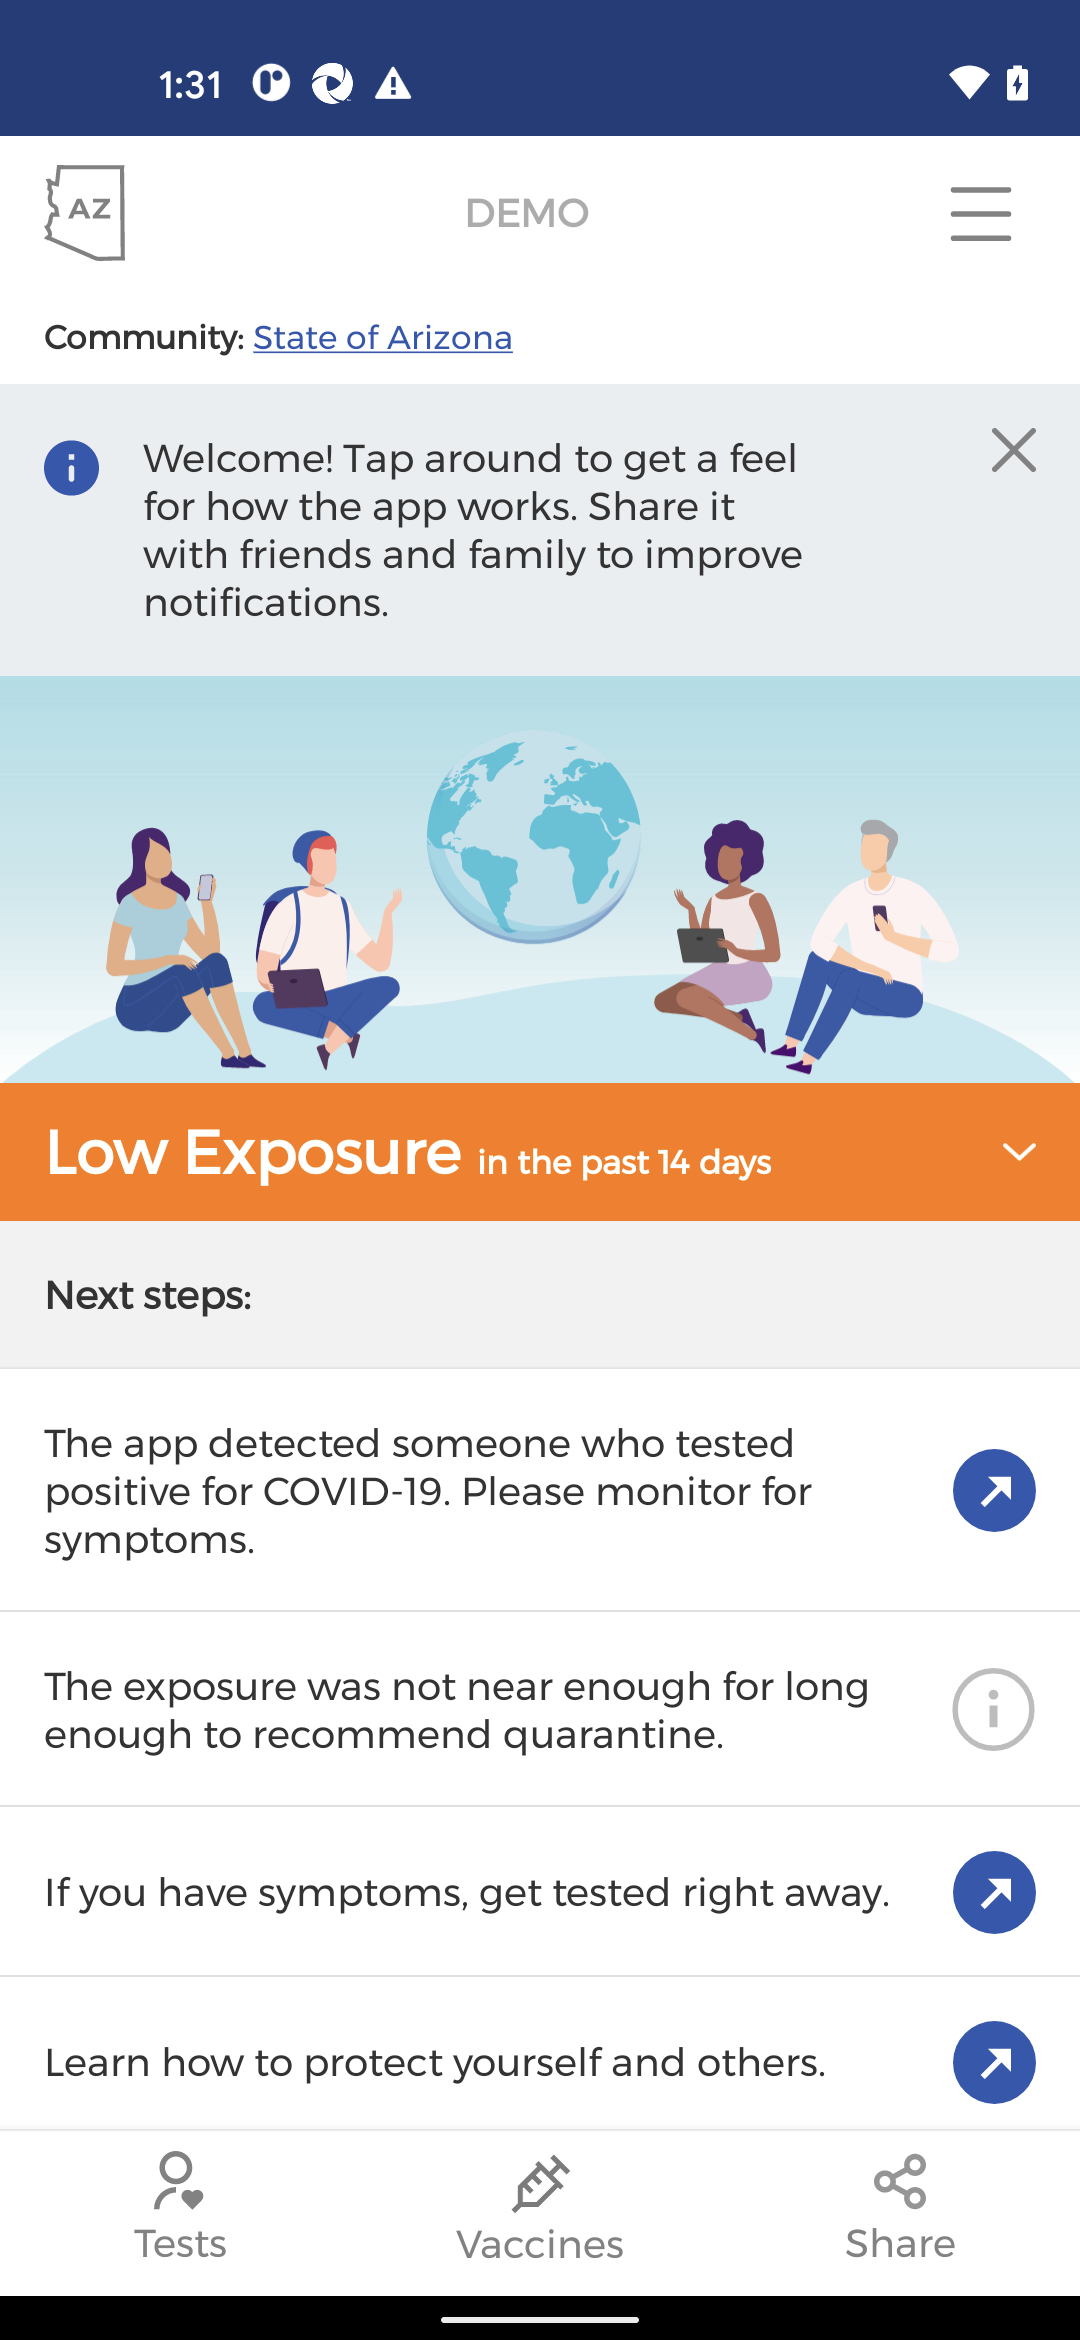 1:31
AZ
DEMO
Community: State of Arizona
Welcome! Tap around to get a feel
for how the app works. Share it
with friends and family to improve
notifications.
Low Exposure in the past 14 days
Next steps:
The app detected someone who tested
positive for COVID-19. Please monitor for
symptoms.
The exposure was not near enough for long
enough to recommend quarantine.
If you have symptoms, get tested right away.
Learn how to protect yourself and others.
Tests
Vaccines
Share